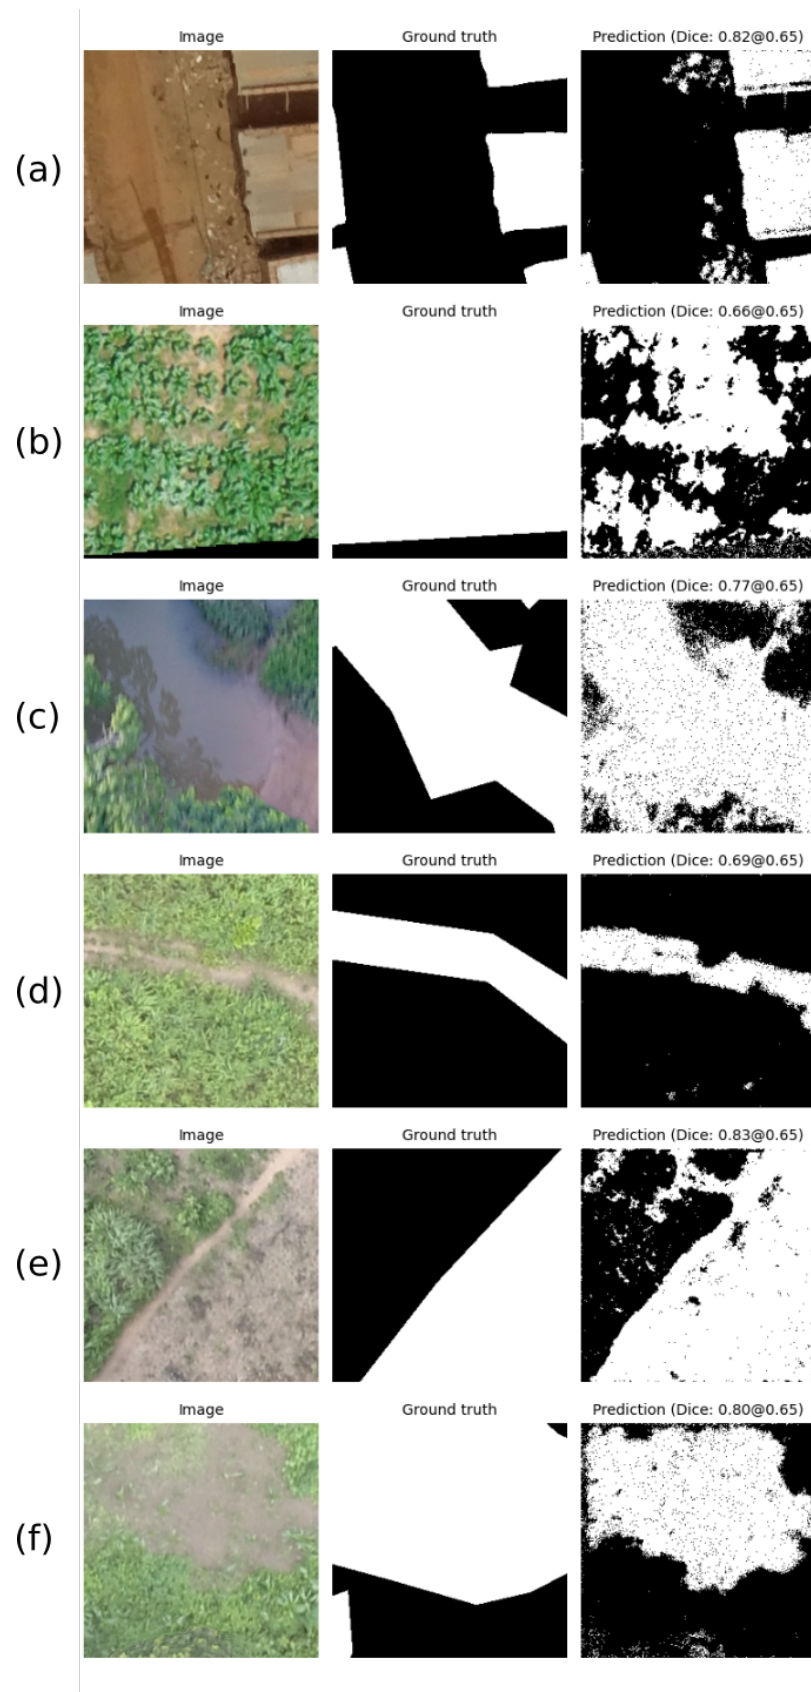 Image Ground truth Prediction (Dice: 0.82@0.65)
(a)
Image Ground truth Prediction (Dice: 0.66@0.65)
(b)
Image Ground truth Prediction (Dice: 0.77@0.65)
(c)
Image Ground truth Prediction (Dice: 0.69@0.65)
(d)
Image Ground truth Prediction (Dice: 0.83@0.65)
(e)
Image Ground truth Prediction (Dice: 0.80@0.65)
(f)